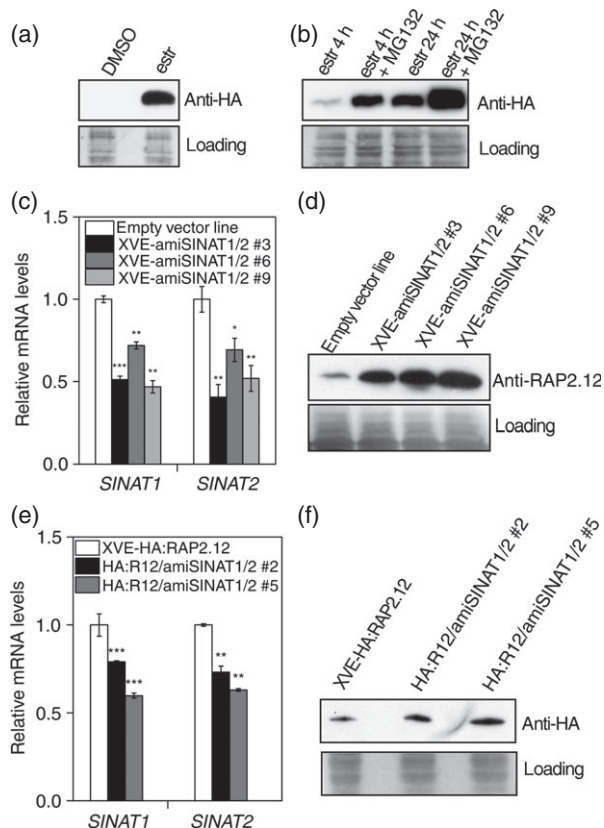 (a)
DMSO
estr
Anti-HA
Loading
(b)
estr 4 h
estr 4 h
+ MG132
estr 24 h
estr 24 h
+ MG132
Anti-HA
Loading
(c)
Relative mRNA levels
1.5
1.0
0.5
0.0
Empty vector line
XVE-amiSINAT1/2 #3
XVE-amiSINAT1/2 #6
XVE-amiSINAT1/2 #9
***
**
**
**
*
**
SINAT1
SINAT2
(d)
Empty vector line
XVE-amiSINAT1/2 #3
XVE-amiSINAT1/2 #6
XVE-amiSINAT1/2 #9
Anti-RAP2.12
Loading
(e)
Relative mRNA levels
1.5
1.0
0.5
0.0
XVE-HA:RAP2.12
HA:R12/amiSINAT1/2 #2
HA:R12/amiSINAT1/2 #5
***
***
**
**
SINAT1
SINAT2
(f)
XVE-HA:RAP2.12
HA:R12/amiSINAT1/2 #2
HA:R12/amiSINAT1/2 #5
Anti-HA
Loading